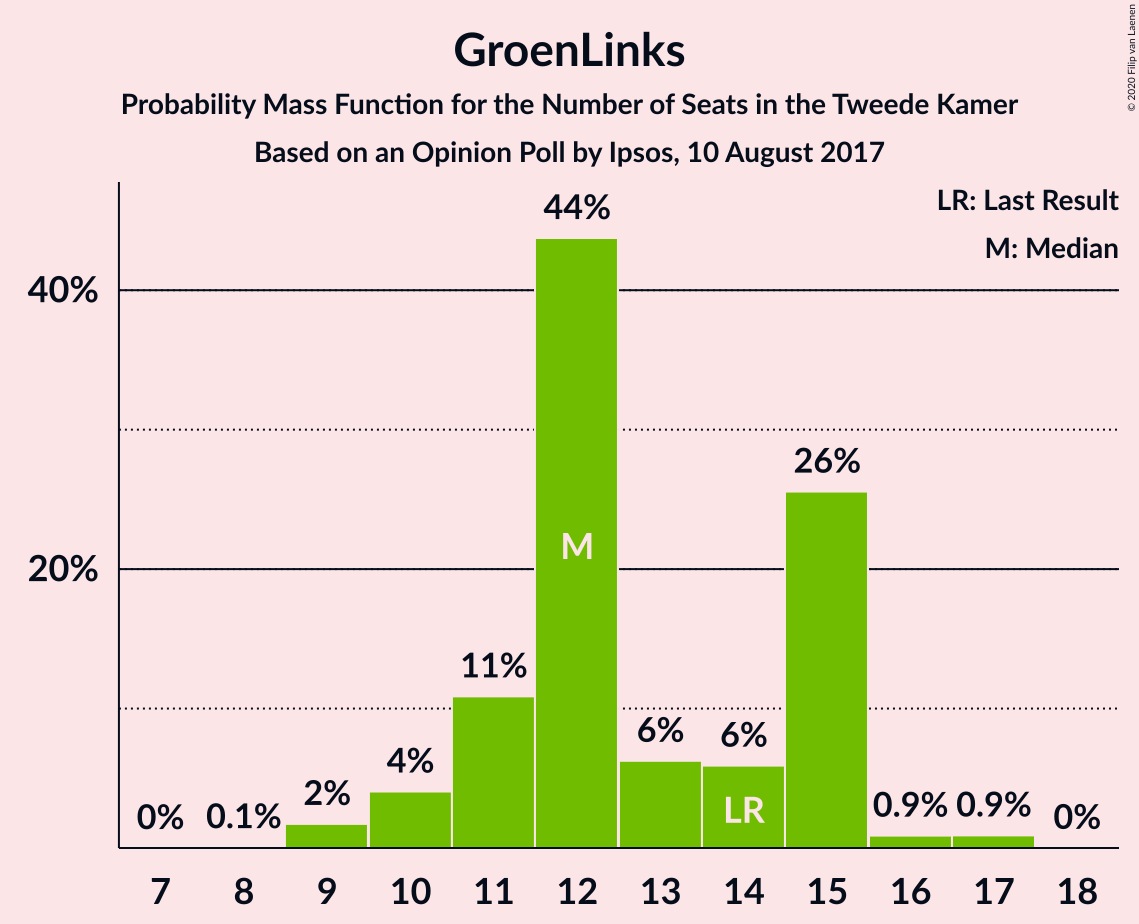 GroenLinks
Probability Mass Function for the Number of Seats in the Tweede Kamer
Based on an Opinion Poll by Ipsos, 10 August 2017
© 2020 Filip van Laenen
LR: Last Result
M: Median
40%
20%
0%
0.1%
2%
4%
11%
44%
M
6%
6%
LR
26%
0.9%
0.9%
0%
7 8 9 10 11 12 13 14 15 16 17 18